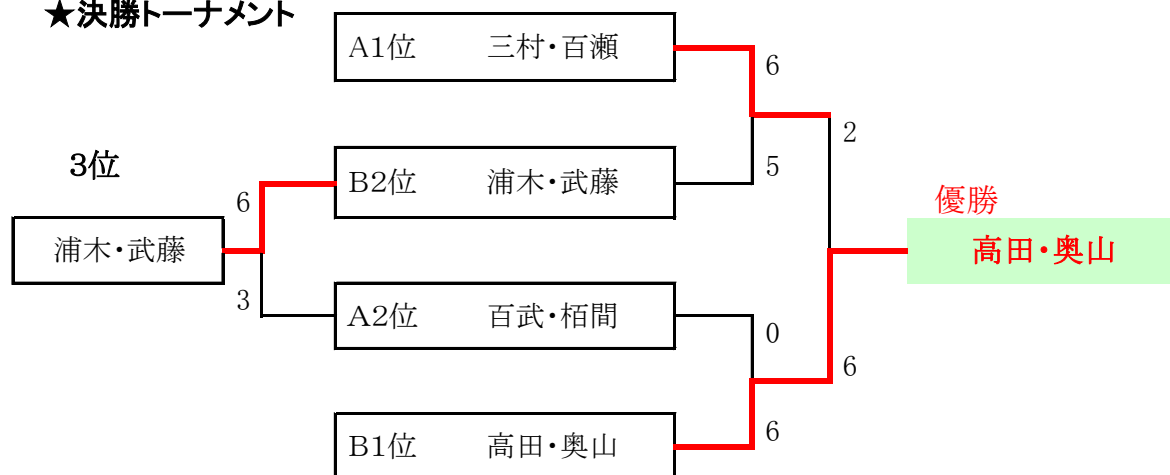 ★決勝トーナメント
A1位 三村・百瀬
6
2
3位
B2位 浦木・武藤
5
6
優勝
浦木・武藤
高田・奥山
3
A2位 百武・栢間
0
6
B1位 高田・奥山
6